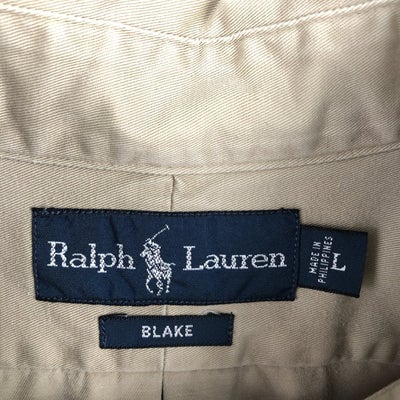 Ralph Lauren
MADE IN
PHILIPPINES
L
BLAKE